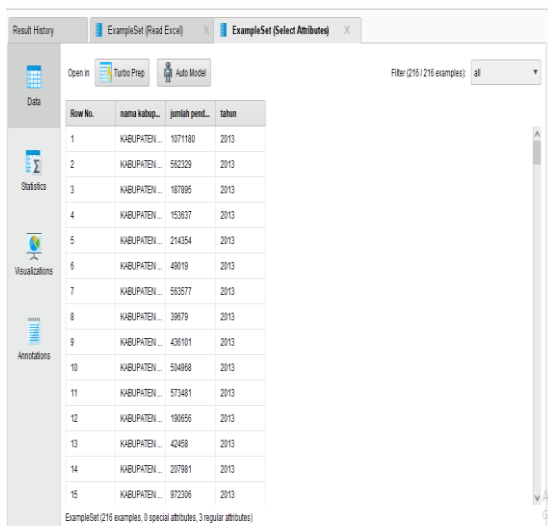 Result History
ExampleSet (Read Excel)
ExampleSet (Select Attributes)
Data
Statistics
Visualizations
Annotations
Open in
Turbo Prep
Auto Model
Filter (216 / 216 examples):
all
Row No. nama kabup... jumlah pend... tahun
1 KABUPATEN ... 1071180 2013
2 KABUPATEN ... 562329 2013
3 KABUPATEN ... 187895 2013
4 KABUPATEN ... 153637 2013
5 KABUPATEN ... 214354 2013
6 KABUPATEN ... 49019 2013
7 KABUPATEN ... 563577 2013
8 KABUPATEN ... 39679 2013
9 KABUPATEN ... 436101 2013
10 KABUPATEN ... 504968 2013
11 KABUPATEN ... 573481 2013
12 KABUPATEN ... 190656 2013
13 KABUPATEN ... 42458 2013
14 KABUPATEN ... 207981 2013
15 KABUPATEN ... 972306 2013
ExampleSet (216 examples, 0 special attributes, 3 regular attributes)